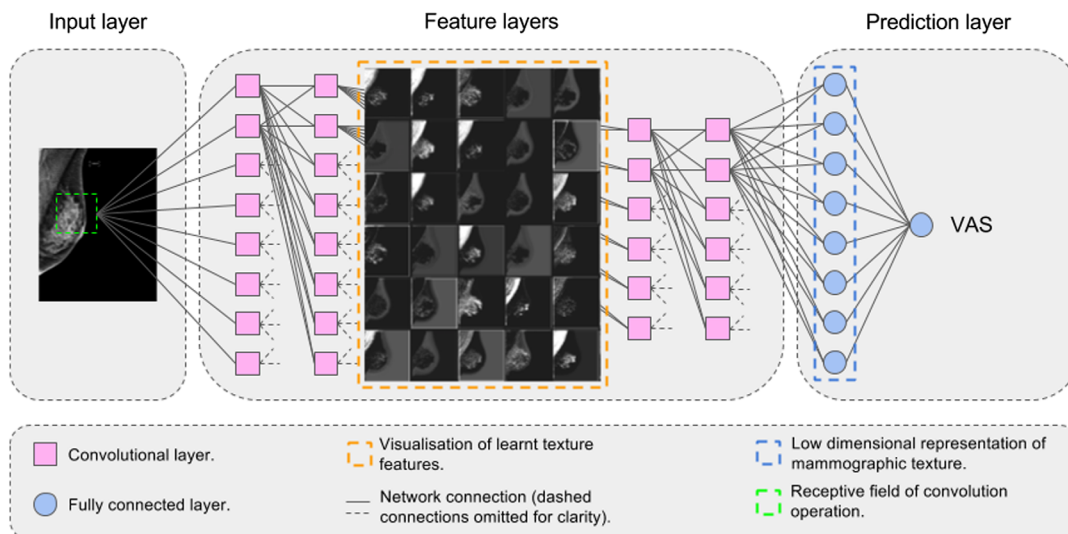 Input layer
Feature layers
Prediction layer
VAS
Convolutional layer.
Fully connected layer.
Visualisation of learnt texture
features.
Network connection (dashed
connections omitted for clarity).
Low dimensional representation of
mammographic texture.
Receptive field of convolution
operation.